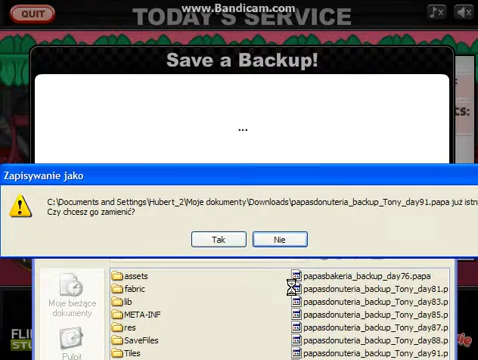 www.Bandicam.com
QUIT
TODAY'S SERVICE
Save a Backup!
...
Zapisywanie jako
C:\Documents and Settings\Hubert_2\Moje dokumenty\Downloads\papasdonuteria_backup_Tony_day91.papa już istn
Czy chcesz go zamienić?
Tak
Nie
assets
papasbakeria_backup_day76.papa
fabric
papasdonuteria_backup_Tony_day81.p
Moje bieżące
dokumenty
lib
papasdonuteria_backup_Tony_day83.p
META-INF
papasdonuteria_backup_Tony_day85.p
res
papasdonuteria_backup_Tony_day87.p
SaveFiles
papasdonuteria_backup_Tony_day88.p
Pulpit
Tiles
papasdonuteria_backup_Tony_day91.p